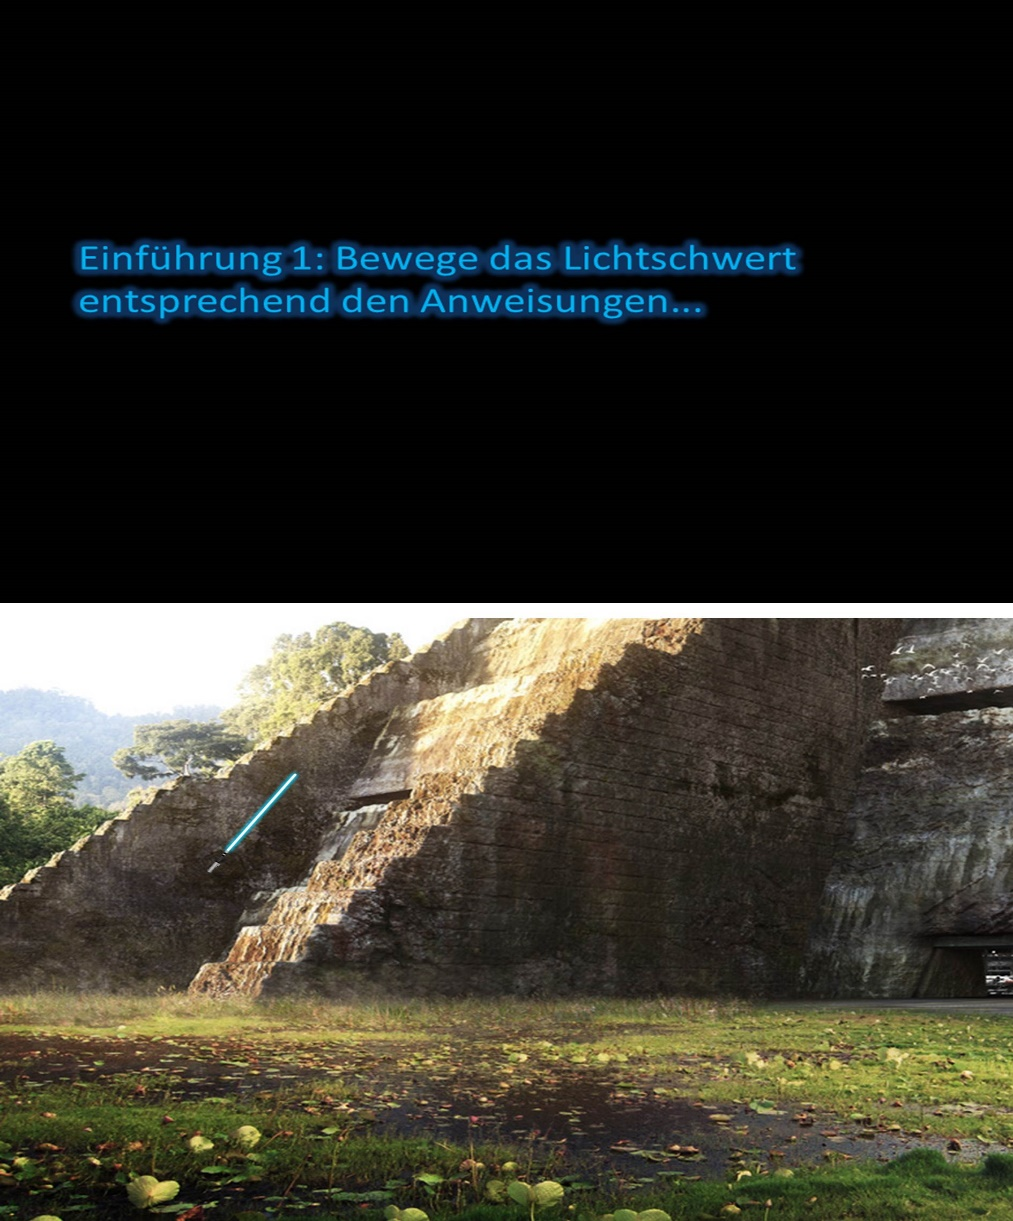 Einführung 1: Bewege das Lichtschwert
entsprechend den Anweisungen...